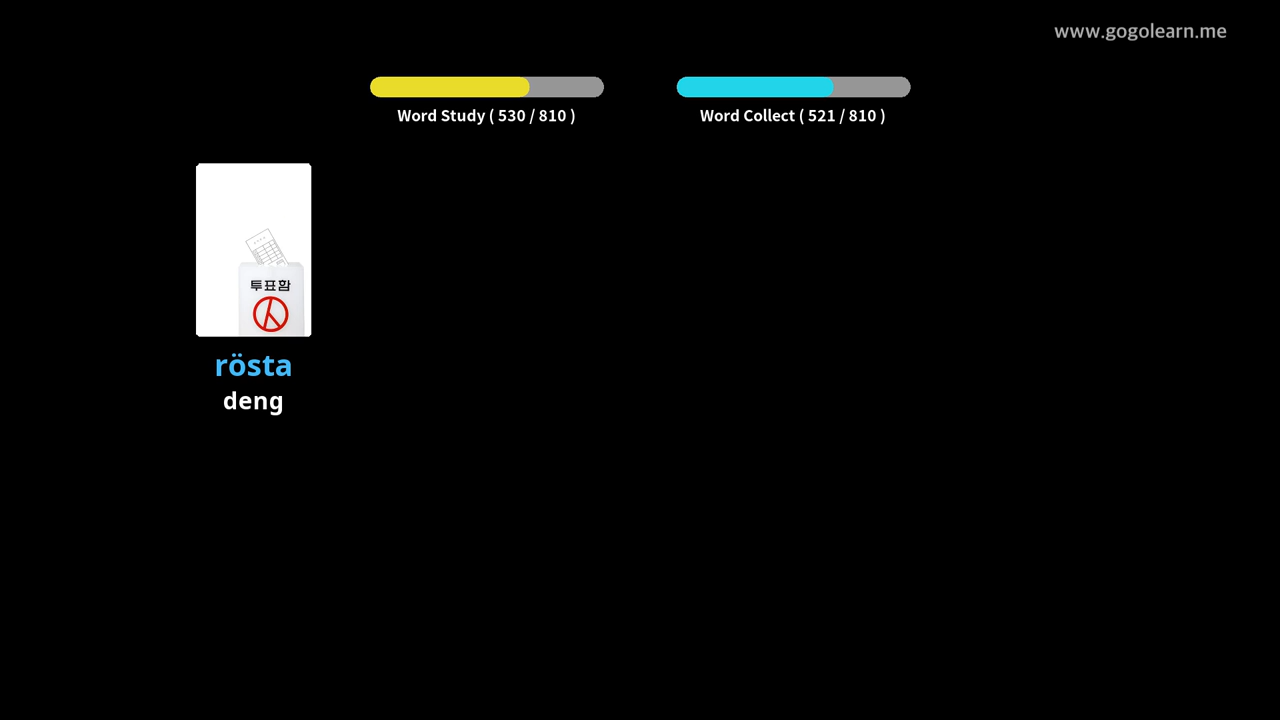 www.gogolearn.me
Word Study ( 530 / 810 )
Word Collect ( 521 / 810 )
투표함
rösta
deng